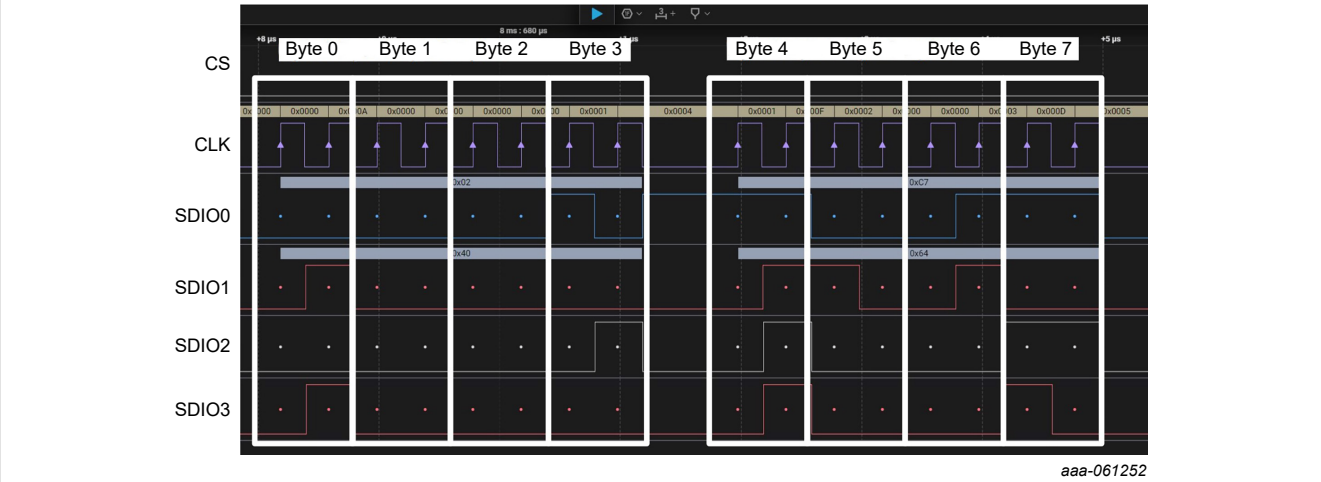 3
8 ms : 680 µs
+8 µs
+5 µs
Byte 0 Byte 1 Byte 2 Byte 3 Byte 4 Byte 5 Byte 6 Byte 7
CS
0x0000 0x0000 0x0000 0x0001 0x0004 0x0001 0x0002 0x0000 0x000D 0x0005
CLK
0x02 0xC7
SDIO0
0x40 0x64
SDIO1
SDIO2
SDIO3
aaa-061252